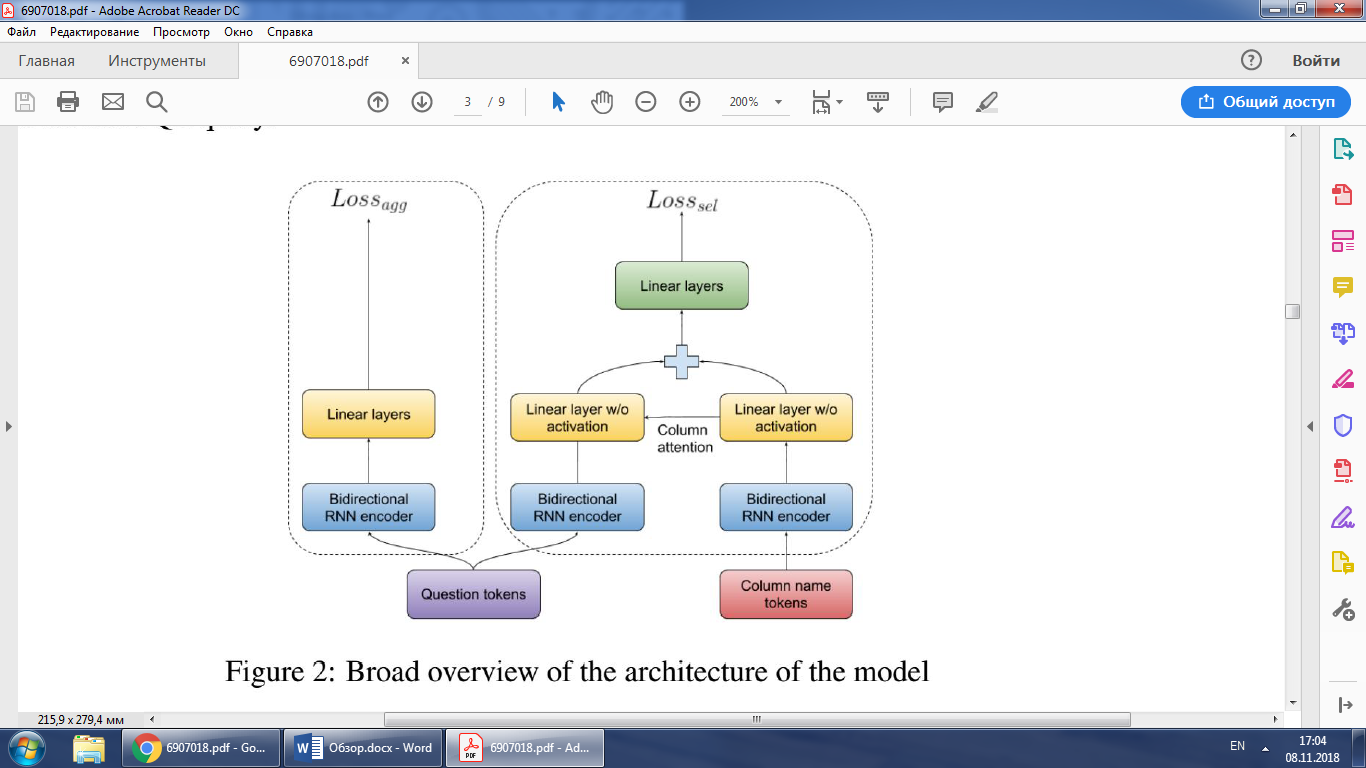 6907018.pdf - Adobe Acrobat Reader DC
Файл Редактирование Просмотр Окно Справка
Главная Инструменты 6907018.pdf × Войти
3 / 9 200% Общий доступ
Loss_agg Loss_sel
Linear layers
Linear layers
Linear layer w/o activation
Column attention
Linear layer w/o activation
Bidirectional RNN encoder
Bidirectional RNN encoder
Bidirectional RNN encoder
Question tokens
Column name tokens
Figure 2: Broad overview of the architecture of the model
215,9 x 279,4 мм
6907018.pdf - Go... Обзор.docx - Word 6907018.pdf - Ad... EN 17:04
08.11.2018